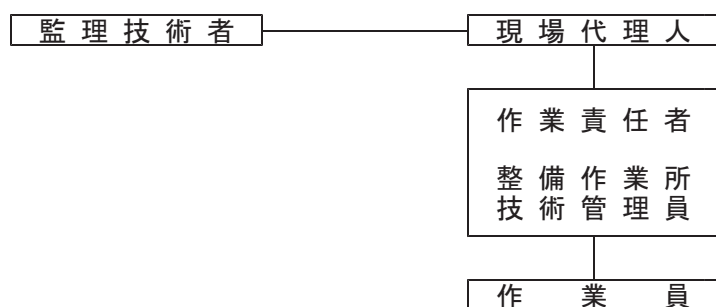 監理技術者
現場代理人
作業責任者
整備作業所
技術管理員
作業員